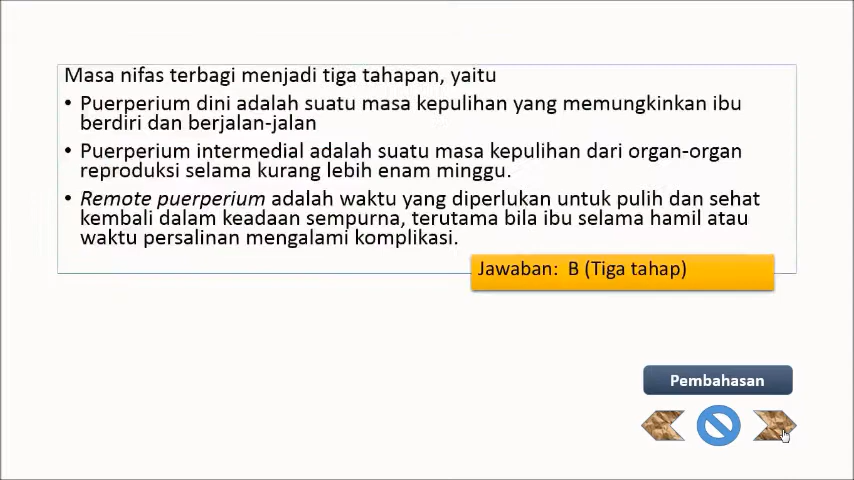 Masa nifas terbagi menjadi tiga tahapan, yaitu
• Puerperium dini adalah suatu masa kepulihan yang memungkinkan ibu
berdiri dan berjalan-jalan
• Puerperium intermedial adalah suatu masa kepulihan dari organ-organ
reproduksi selama kurang lebih enam minggu.
• Remote puerperium adalah waktu yang diperlukan untuk pulih dan sehat
kembali dalam keadaan sempurna, terutama bila ibu selama hamil atau
waktu persalinan mengalami komplikasi.
Jawaban: B (Tiga tahap)
Pembahasan